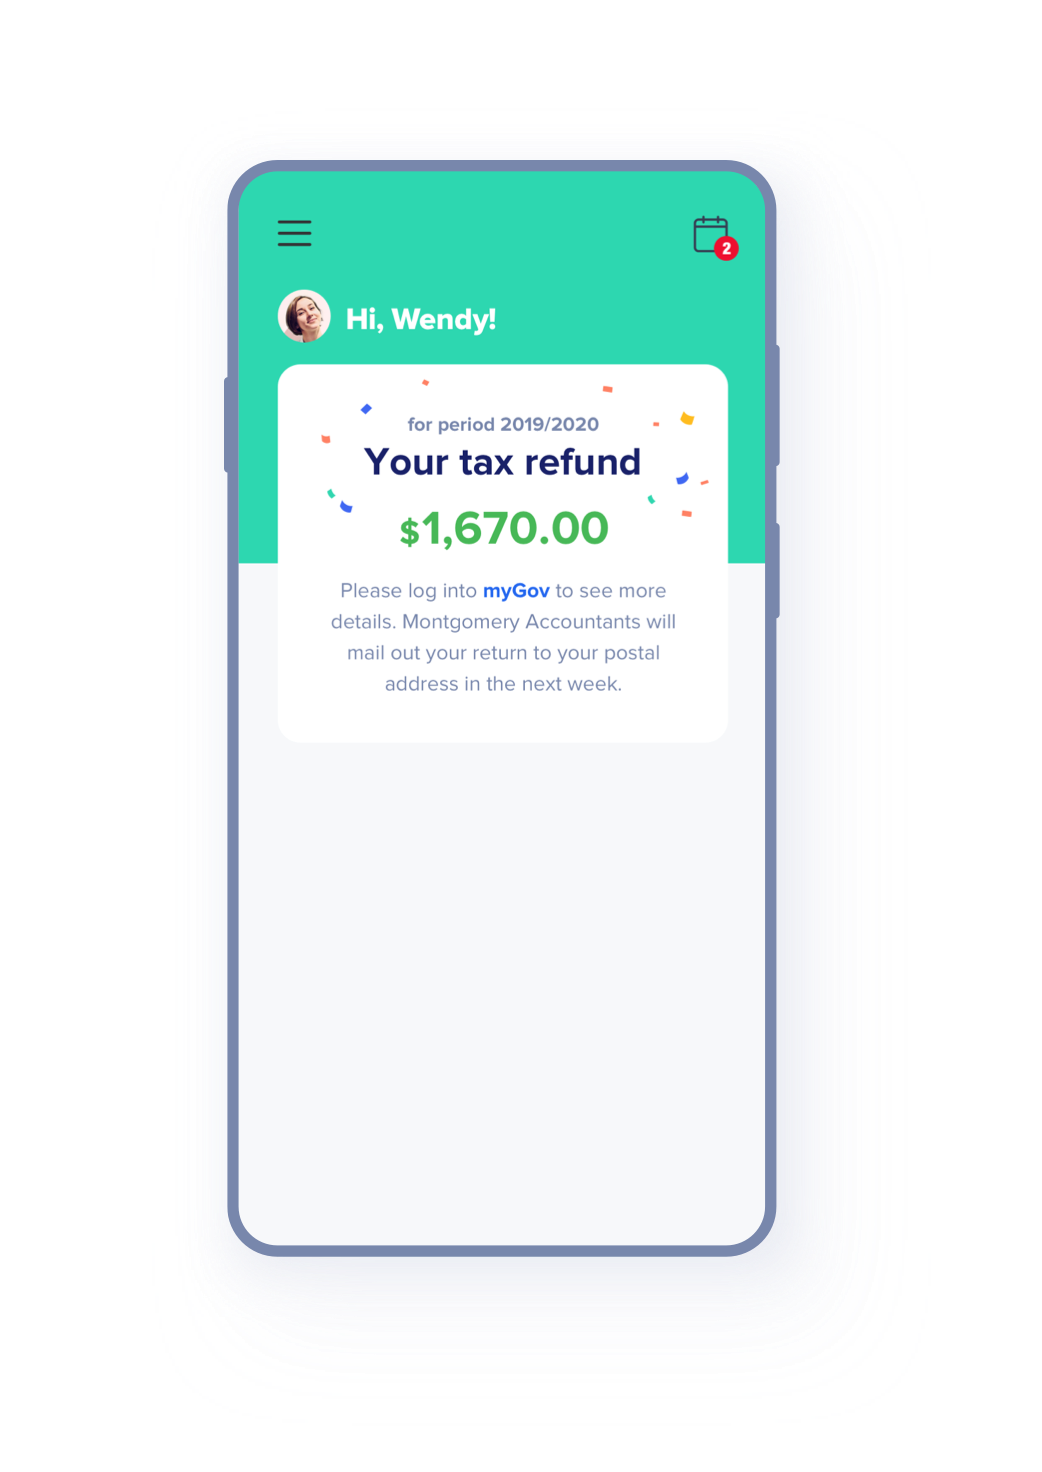 2
Hi, Wendy!
for period 2019/2020
Your tax refund
$1,670.00
Please log into myGov to see more
details. Montgomery Accountants will
mail out your return to your postal
address in the next week.